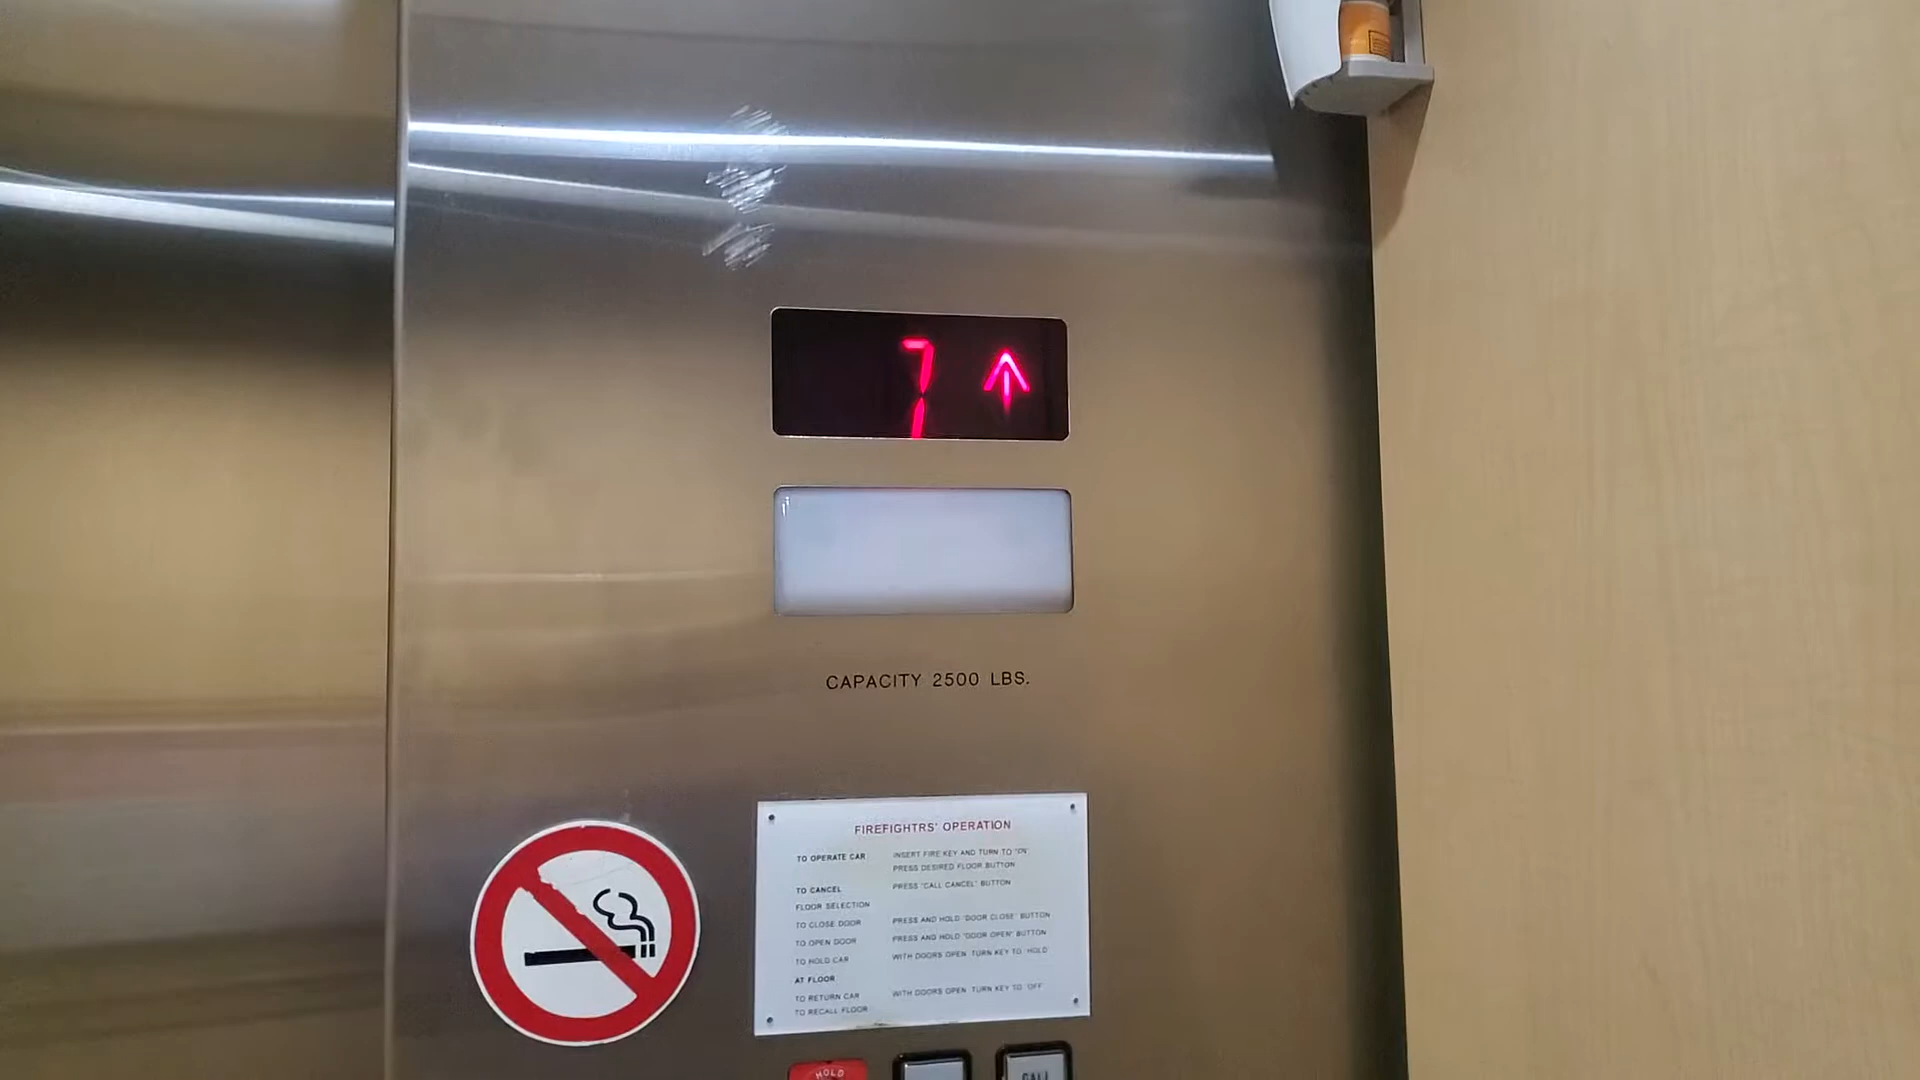 7
CAPACITY 2500 LBS.
FIREFIGHTRS' OPERATION
TO OPERATE CAR INSERT FIRE KEY AND TURN TO "ON"
PRESS DESIRED FLOOR BUTTON
TO CANCEL PRESS "CALL CANCEL" BUTTON
FLOOR SELECTION
TO CLOSE DOOR PRESS AND HOLD "DOOR CLOSE" BUTTON
TO OPEN DOOR PRESS AND HOLD "DOOR OPEN" BUTTON
TO HOLD CAR WITH DOORS OPEN TURN KEY TO "HOLD"
AT FLOOR
TO RETURN CAR WITH DOORS OPEN TURN KEY TO "OFF"
TO RECALL FLOOR
HOLD
CALL